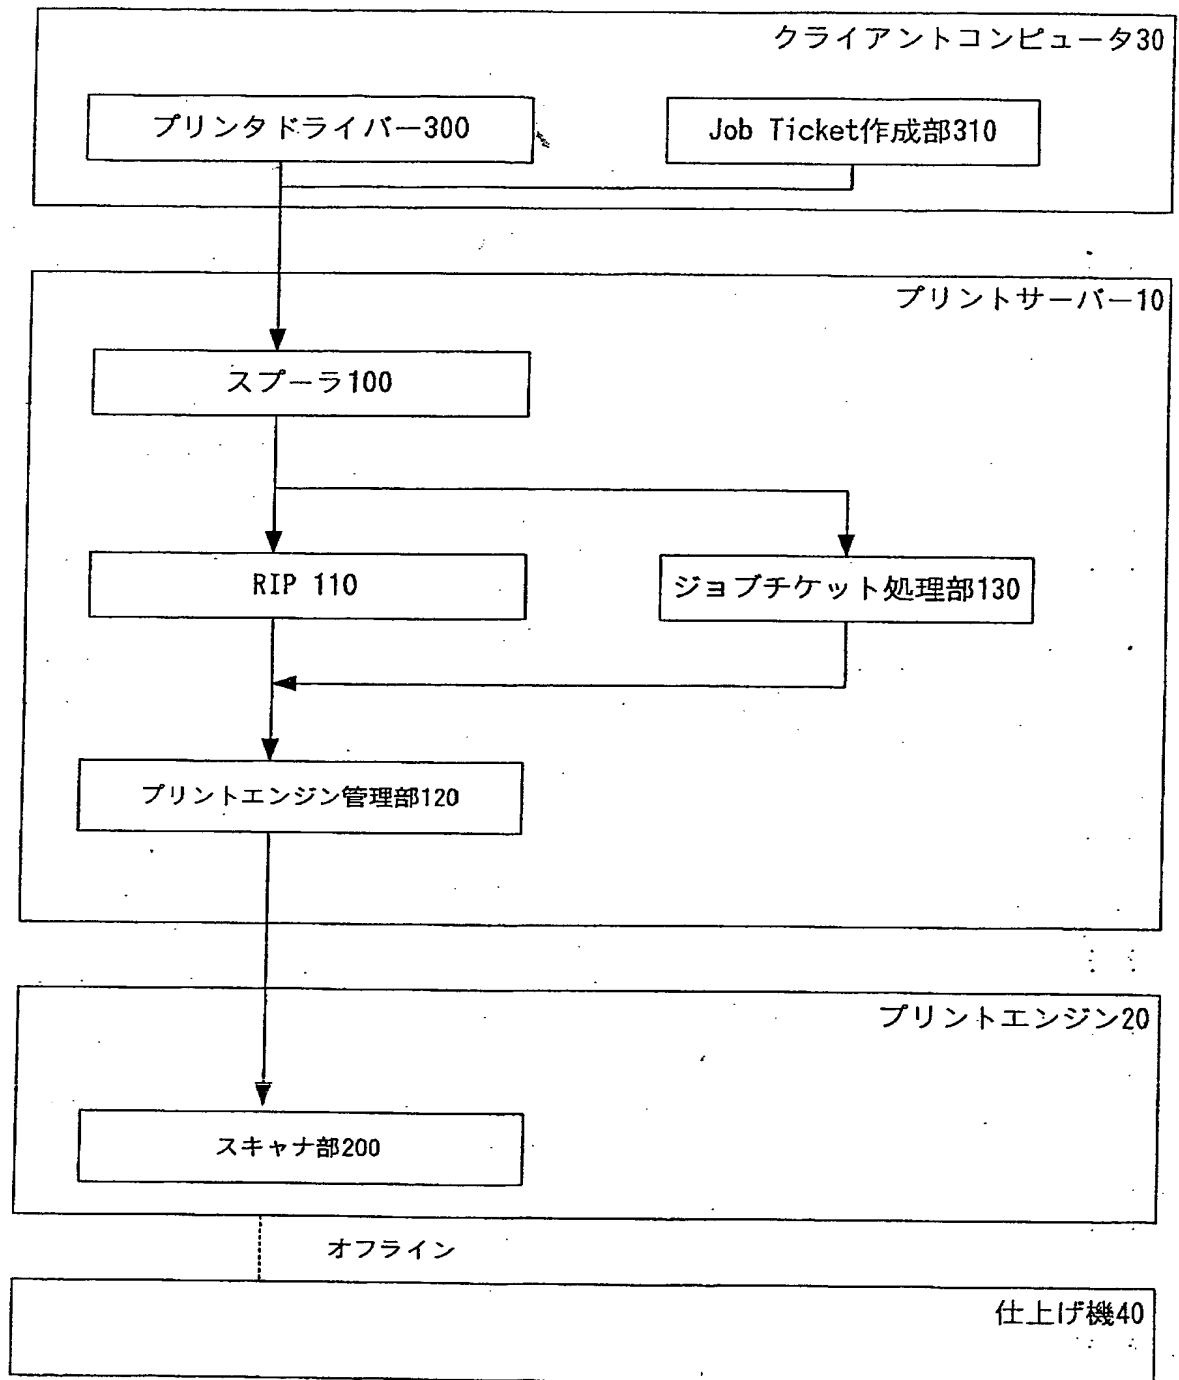 クライアントコンピュータ30
プリンタドライバー300
Job Ticket作成部310
プリントサーバー10
スプーラ100
RIP 110
ジョブチケット処理部130
プリントエンジン管理部120
プリントエンジン20
スキャナ部200
オフライン
仕上げ機40